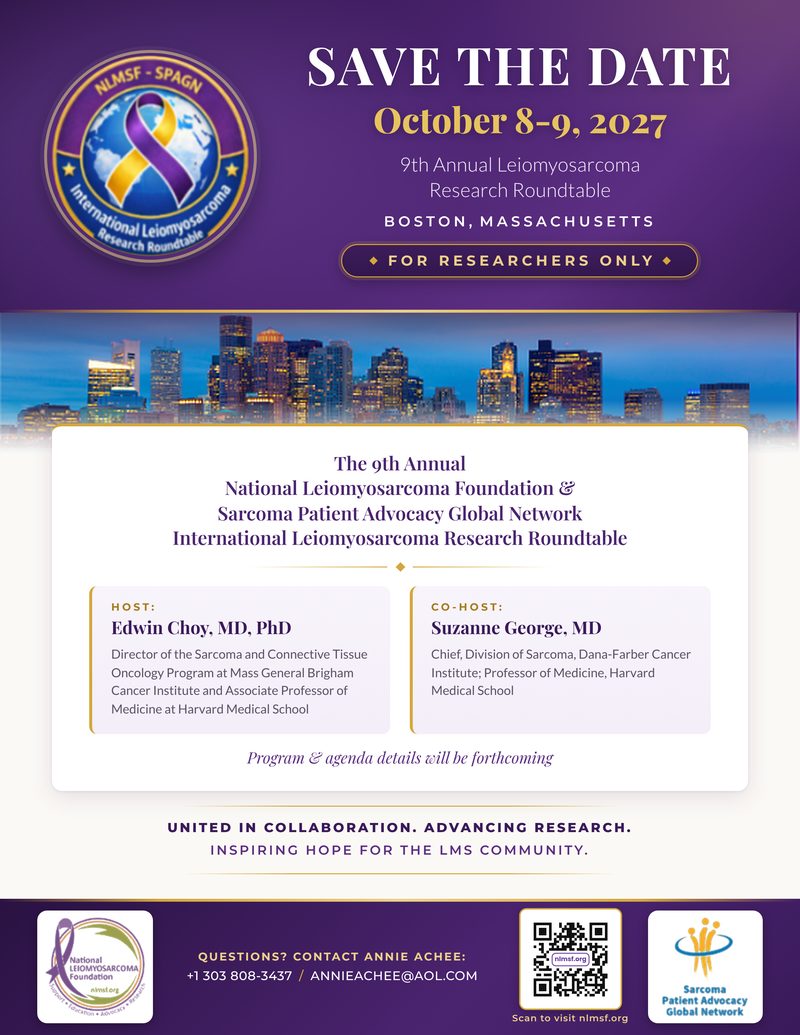 NLMSF - SPAGN
International Leiomyosarcoma
Research Roundtable
SAVE THE DATE
October 8-9, 2027
9th Annual Leiomyosarcoma
Research Roundtable
BOSTON, MASSACHUSETTS
FOR RESEARCHERS ONLY
The 9th Annual
National Leiomyosarcoma Foundation &
Sarcoma Patient Advocacy Global Network
International Leiomyosarcoma Research Roundtable
HOST:
Edwin Choy, MD, PhD
Director of the Sarcoma and Connective Tissue
Oncology Program at Mass General Brigham
Cancer Institute and Associate Professor of
Medicine at Harvard Medical School
CO-HOST:
Suzanne George, MD
Chief, Division of Sarcoma, Dana-Farber Cancer
Institute; Professor of Medicine, Harvard
Medical School
Program & agenda details will be forthcoming
UNITED IN COLLABORATION. ADVANCING RESEARCH.
INSPIRING HOPE FOR THE LMS COMMUNITY.
National
LEIOMYOSARCOMA
Foundation
nlmsf.org
Support • Education • Advocacy • Research
QUESTIONS? CONTACT ANNIE ACHEE:
+1 303 808-3437 / ANNIEACHEE@AOL.COM
nlmsf.org
Scan to visit nlmsf.org
Sarcoma
Patient Advocacy
Global Network